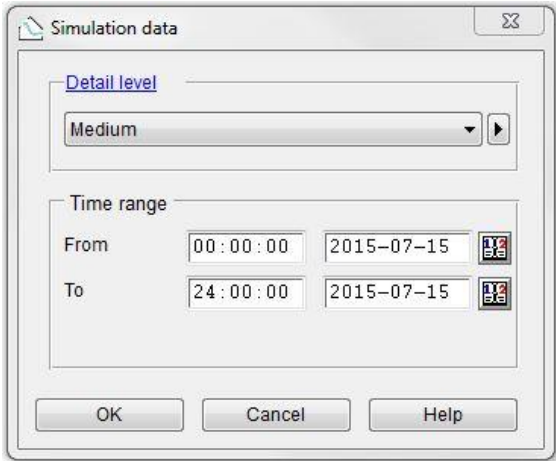 Simulation data
Detail level
Medium
Time range
From 00:00:00 2015-07-15
To 24:00:00 2015-07-15
OK Cancel Help